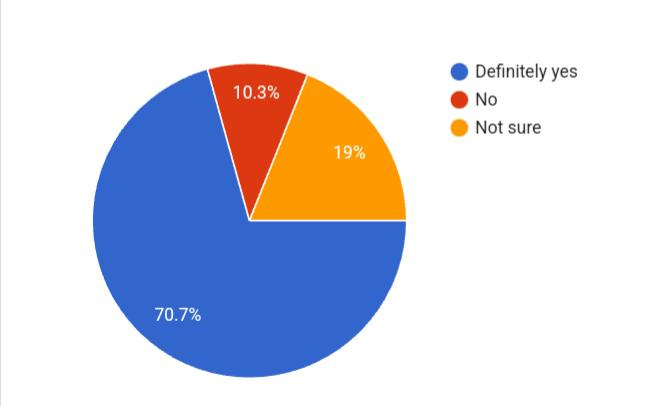 Definitely yes
No
Not sure
10.3%
19%
70.7%